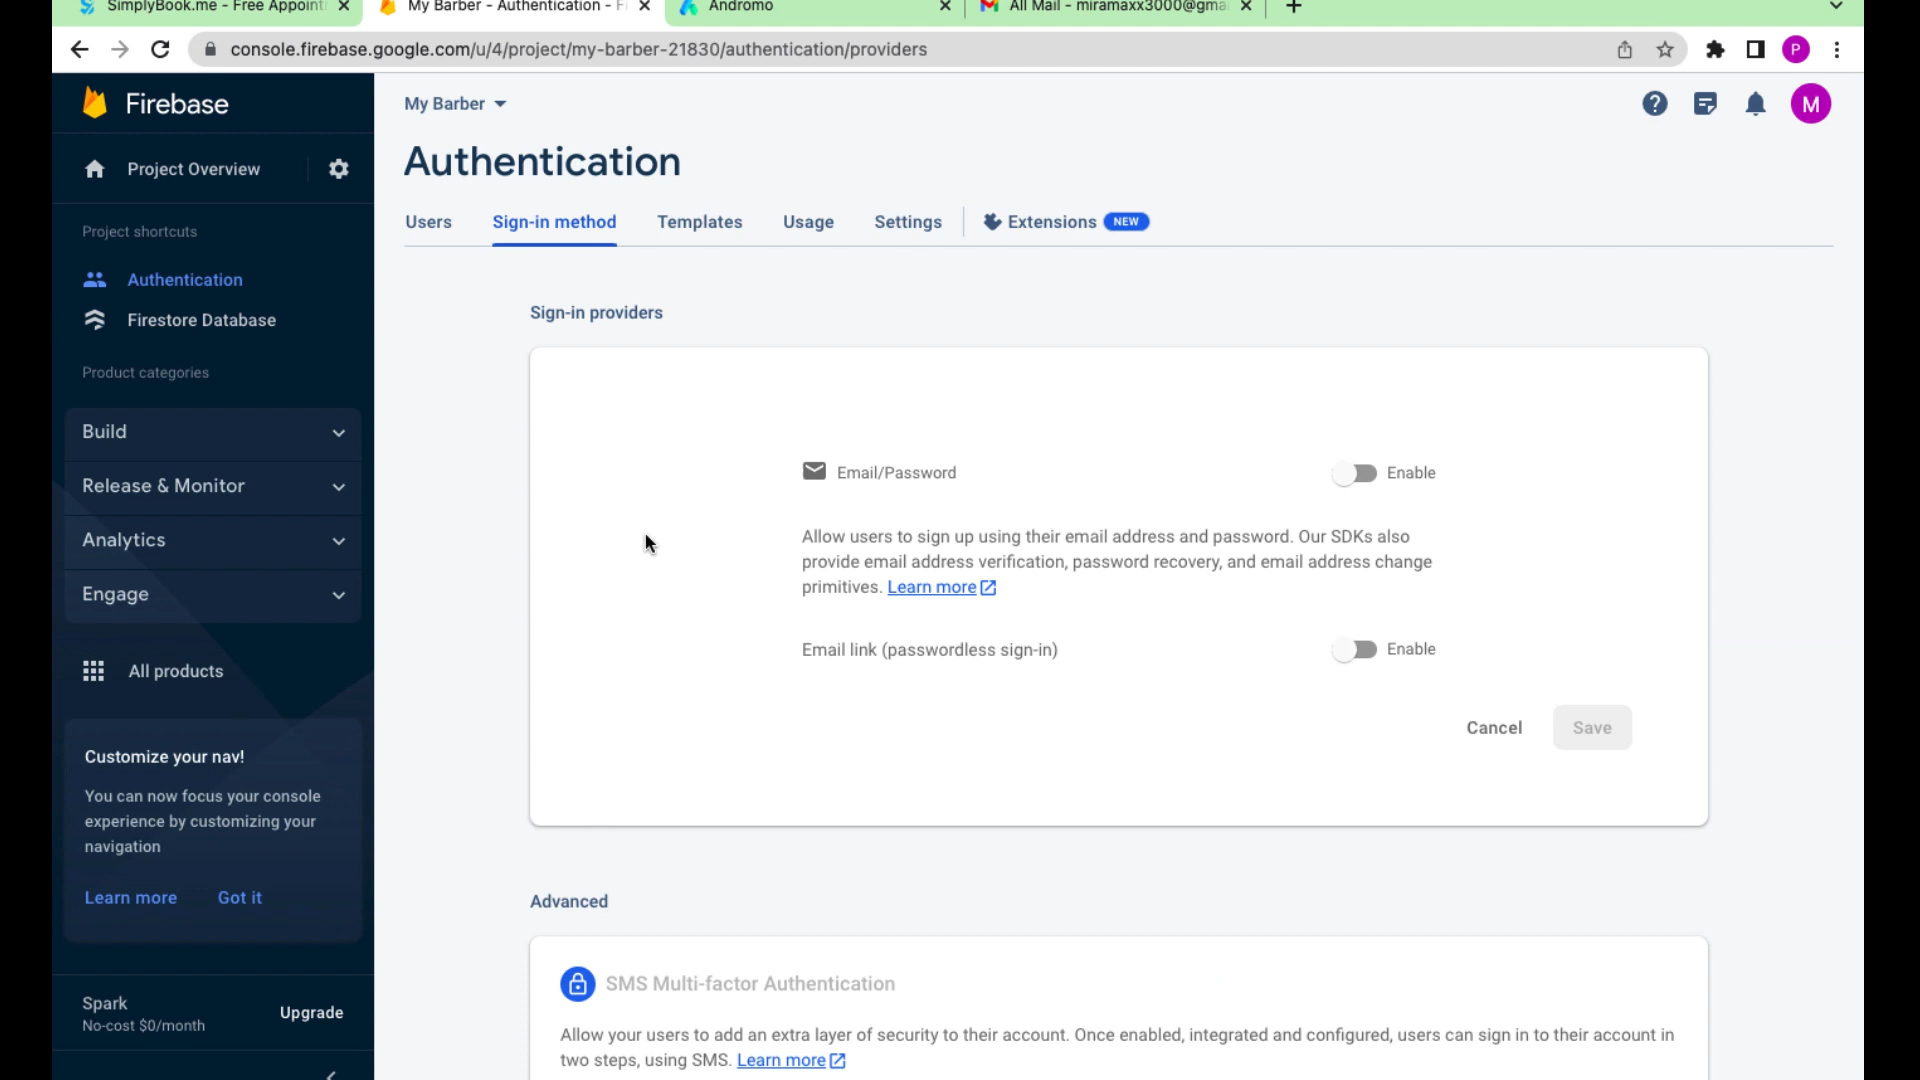 SimplyBook.me - Free Appoint
My Barber - Authentication - F
Andromo
All Mail - miramaxx3000@gma
console.firebase.google.com/u/4/project/my-barber-21830/authentication/providers
P
Firebase
My Barber
M
Project Overview
Authentication
Users
Sign-in method
Templates
Usage
Settings
Extensions NEW
Project shortcuts
Authentication
Firestore Database
Product categories
Build
Release & Monitor
Analytics
Engage
All products
Customize your nav!
You can now focus your console
experience by customizing your
navigation
Learn more
Got it
Spark
No-cost $0/month
Upgrade
Sign-in providers
Email/Password
Enable
Allow users to sign up using their email address and password. Our SDKs also
provide email address verification, password recovery, and email address change
primitives. Learn more
Email link (passwordless sign-in)
Enable
Cancel
Save
Advanced
SMS Multi-factor Authentication
Allow your users to add an extra layer of security to their account. Once enabled, integrated and configured, users can sign in to their account in
two steps, using SMS. Learn more